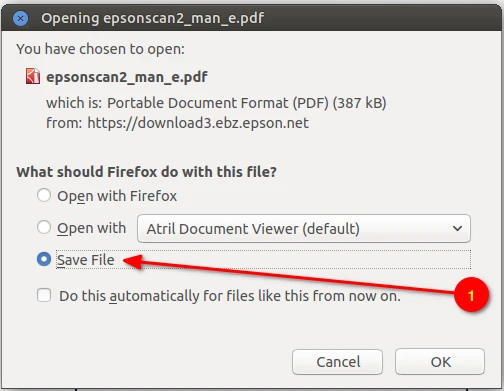 Opening epsonscan2_man_e.pdf
You have chosen to open:
epsonscan2_man_e.pdf
which is: Portable Document Format (PDF) (387 kB)
from: https://download3.ebz.epson.net
What should Firefox do with this file?
Open with Firefox
Open with Atril Document Viewer (default)
Save File
1
Do this automatically for files like this from now on.
Cancel OK